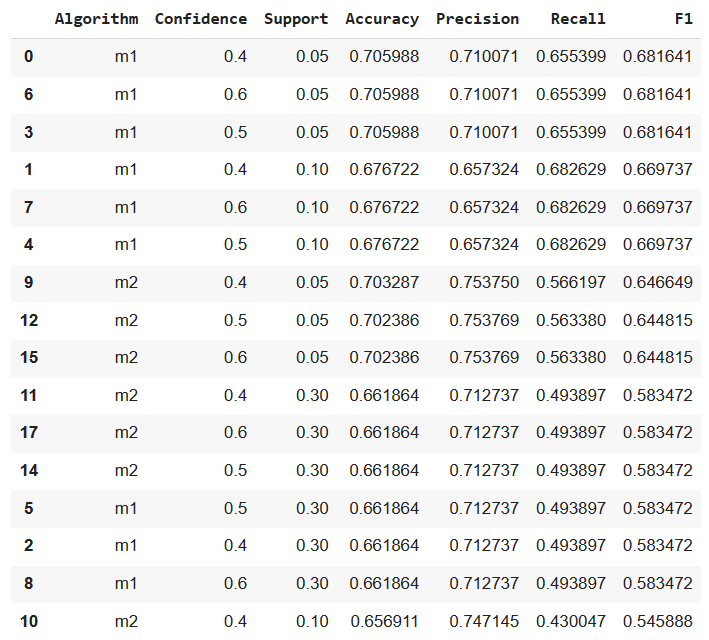 Algorithm Confidence Support Accuracy Precision Recall F1
0 m1 0.4 0.05 0.705988 0.710071 0.655399 0.681641
6 m1 0.6 0.05 0.705988 0.710071 0.655399 0.681641
3 m1 0.5 0.05 0.705988 0.710071 0.655399 0.681641
1 m1 0.4 0.10 0.676722 0.657324 0.682629 0.669737
7 m1 0.6 0.10 0.676722 0.657324 0.682629 0.669737
4 m1 0.5 0.10 0.676722 0.657324 0.682629 0.669737
9 m2 0.4 0.05 0.703287 0.753750 0.566197 0.646649
12 m2 0.5 0.05 0.702386 0.753769 0.563380 0.644815
15 m2 0.6 0.05 0.702386 0.753769 0.563380 0.644815
11 m2 0.4 0.30 0.661864 0.712737 0.493897 0.583472
17 m2 0.6 0.30 0.661864 0.712737 0.493897 0.583472
14 m2 0.5 0.30 0.661864 0.712737 0.493897 0.583472
5 m1 0.5 0.30 0.661864 0.712737 0.493897 0.583472
2 m1 0.4 0.30 0.661864 0.712737 0.493897 0.583472
8 m1 0.6 0.30 0.661864 0.712737 0.493897 0.583472
10 m2 0.4 0.10 0.656911 0.747145 0.430047 0.545888